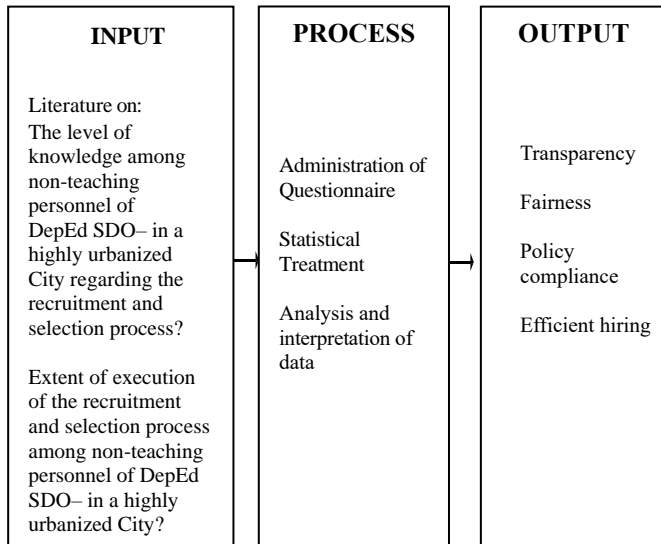 INPUT
Literature on:
The level of
knowledge among
non-teaching
personnel of
DepEd SDO– in a
highly urbanized
City regarding the
recruitment and
selection process?
Extent of execution
of the recruitment
and selection process
among non-teaching
personnel of DepEd
SDO– in a highly
urbanized City?
PROCESS
Administration of
Questionnaire
Statistical
Treatment
Analysis and
interpretation of
data
OUTPUT
Transparency
Fairness
Policy
compliance
Efficient hiring